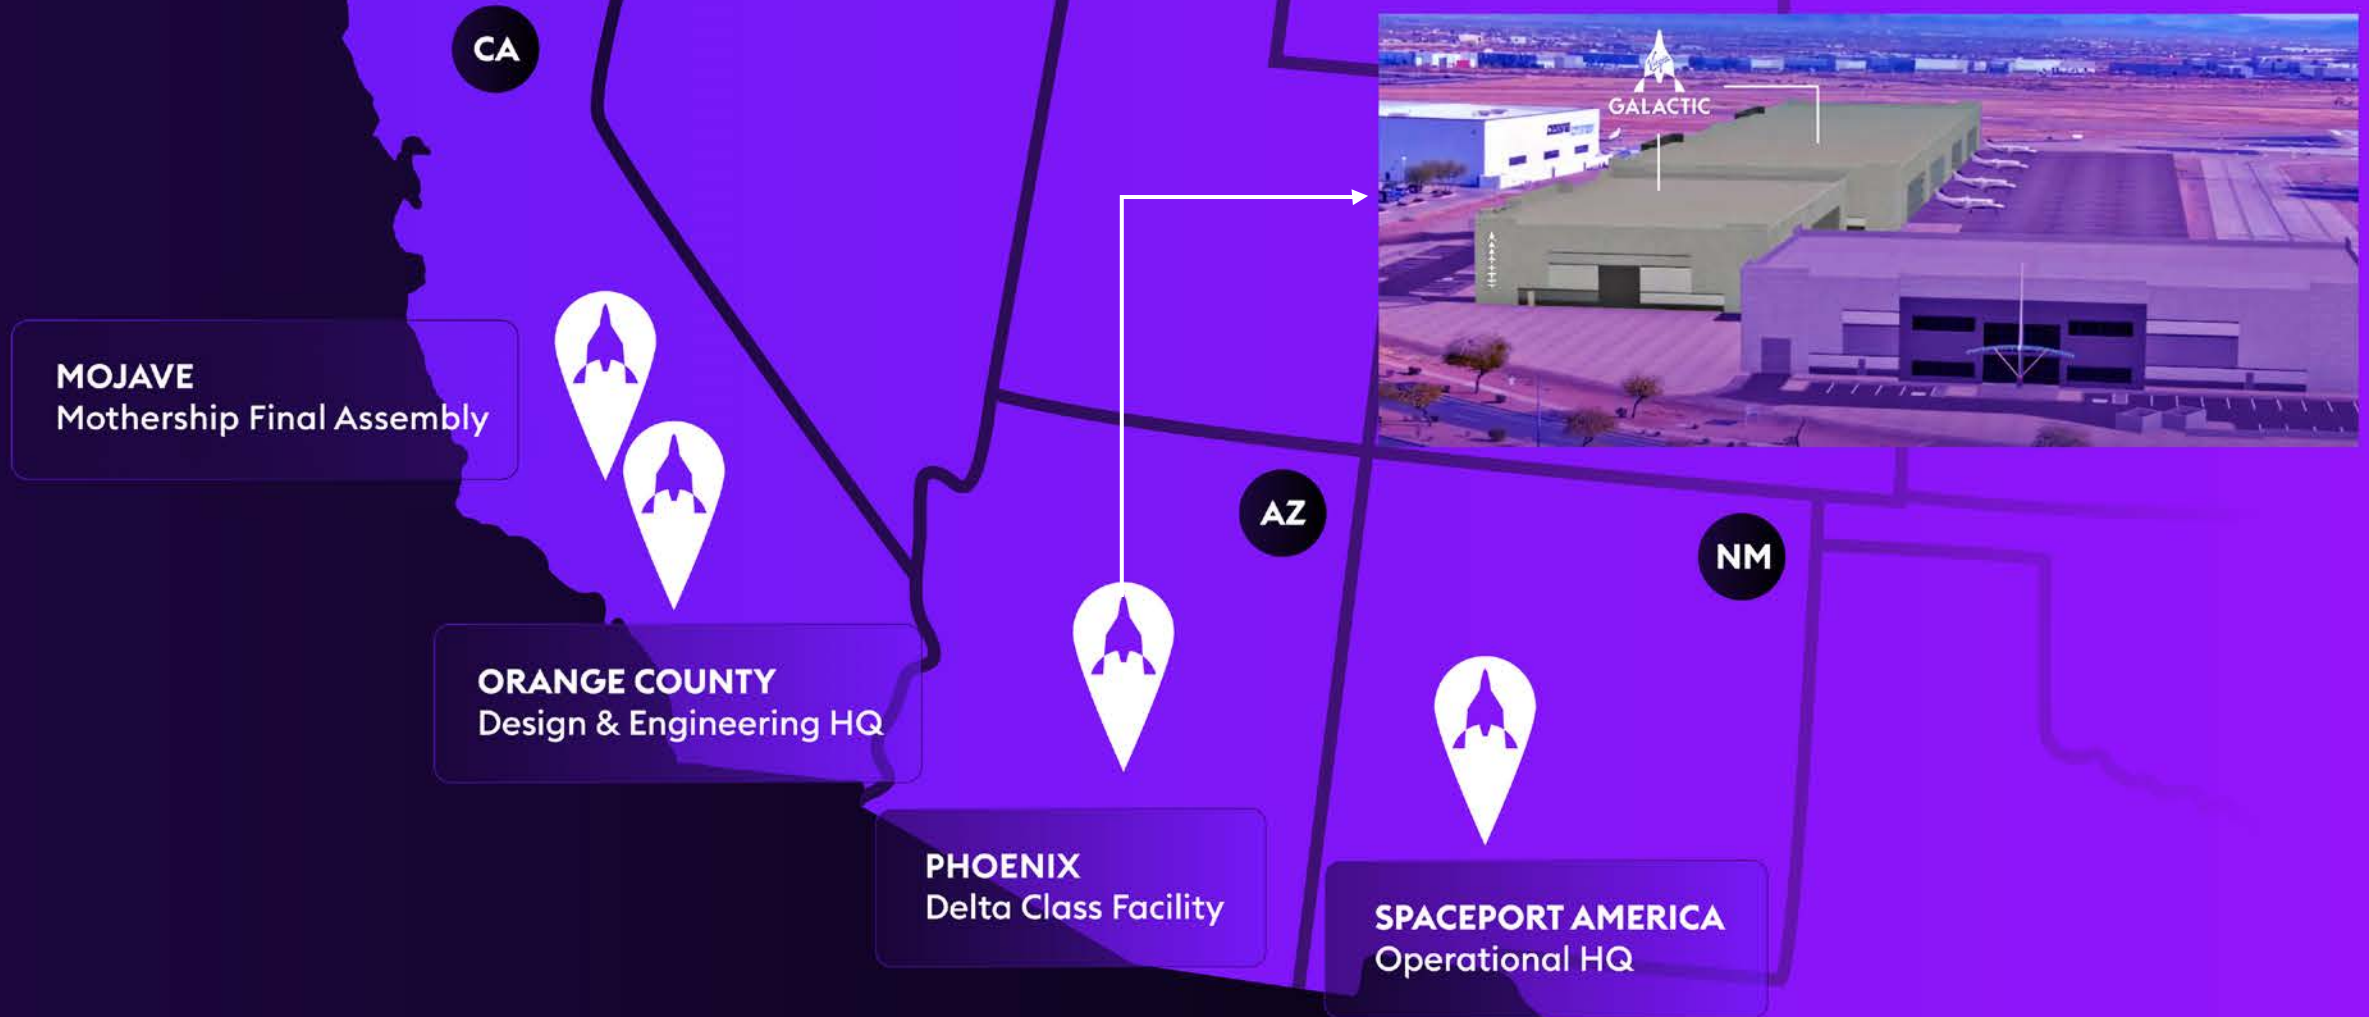 CA
Virgin
GALACTIC
MOJAVE
Mothership Final Assembly
AZ
NM
ORANGE COUNTY
Design & Engineering HQ
PHOENIX
Delta Class Facility
SPACEPORT AMERICA
Operational HQ